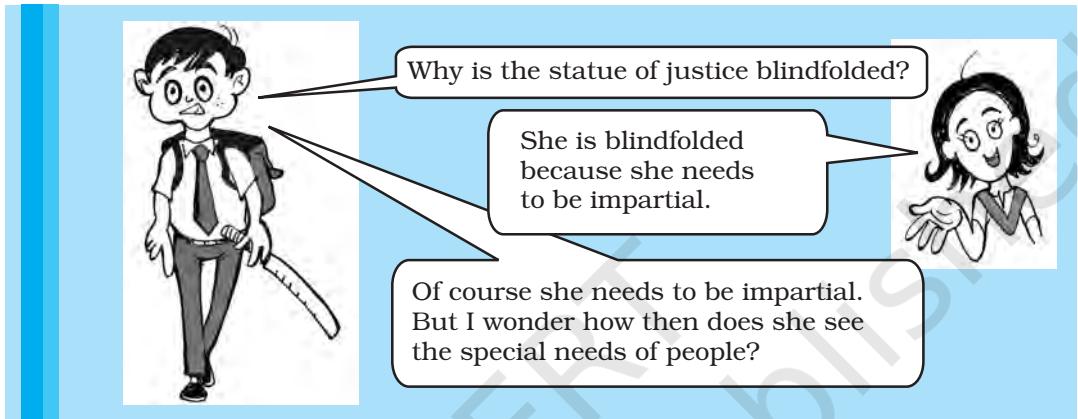 Why is the statue of justice blindfolded?
She is blindfolded
because she needs
to be impartial.
Of course she needs to be impartial.
But I wonder how then does she see
the special needs of people?